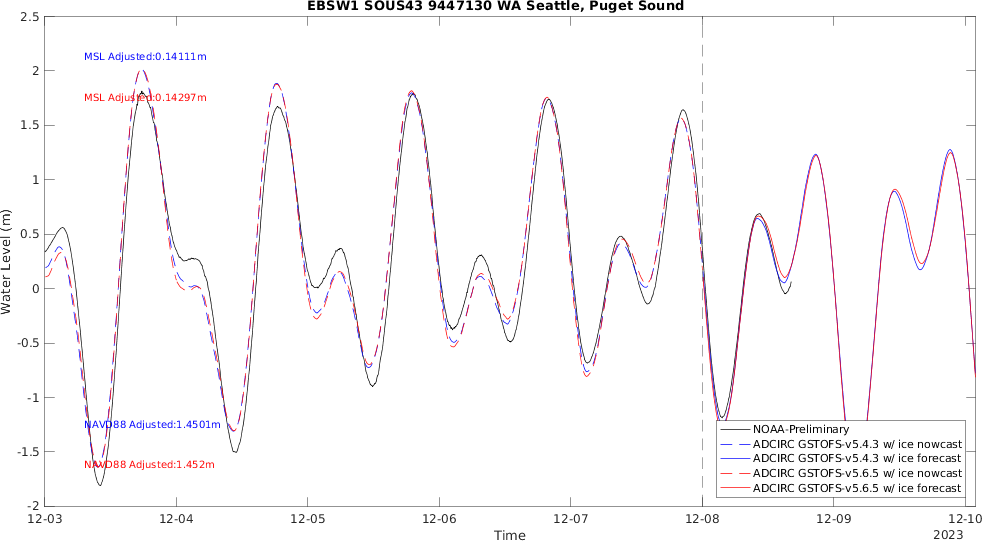 EBSW1 SOUS43 9447130 WA Seattle, Puget Sound
2.5
2
1.5
1
0.5
0
-0.5
-1
-1.5
-2
Water Level (m)
MSL Adjusted:0.14111m
MSL Adjusted:0.14297m
NAVD88 Adjusted:1.4501m
NAVD88 Adjusted:1.452m
NOAA-Preliminary
ADCIRC GSTOFS-v5.4.3 w/ ice nowcast
ADCIRC GSTOFS-v5.4.3 w/ ice forecast
ADCIRC GSTOFS-v5.6.5 w/ ice nowcast
ADCIRC GSTOFS-v5.6.5 w/ ice forecast
12-03 12-04 12-05 12-06 12-07 12-08 12-09 12-10
Time
2023